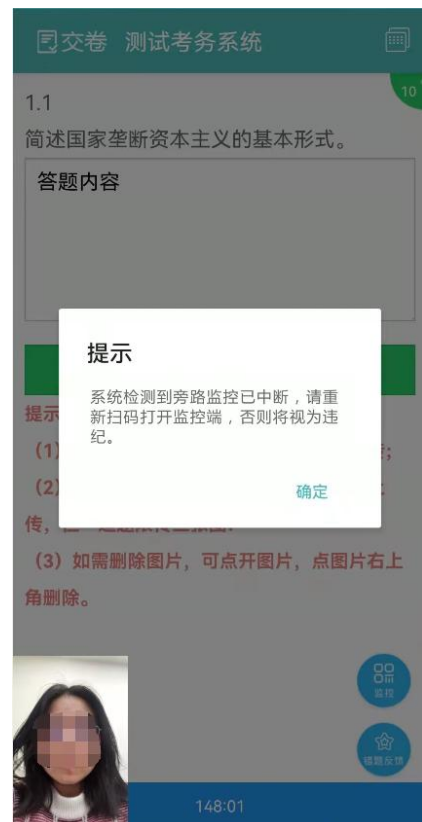 交卷 测试考务系统
10
1.1
简述国家垄断资本主义的基本形式。
答题内容
提示
系统检测到旁路监控已中断，请重
新扫码打开监控端，否则将视为违
纪。
确定
提示
（1）
；
（2）
传，
（3）如需删除图片，可点开图片，点图片右上
角删除。
监控
错题反馈
148:01